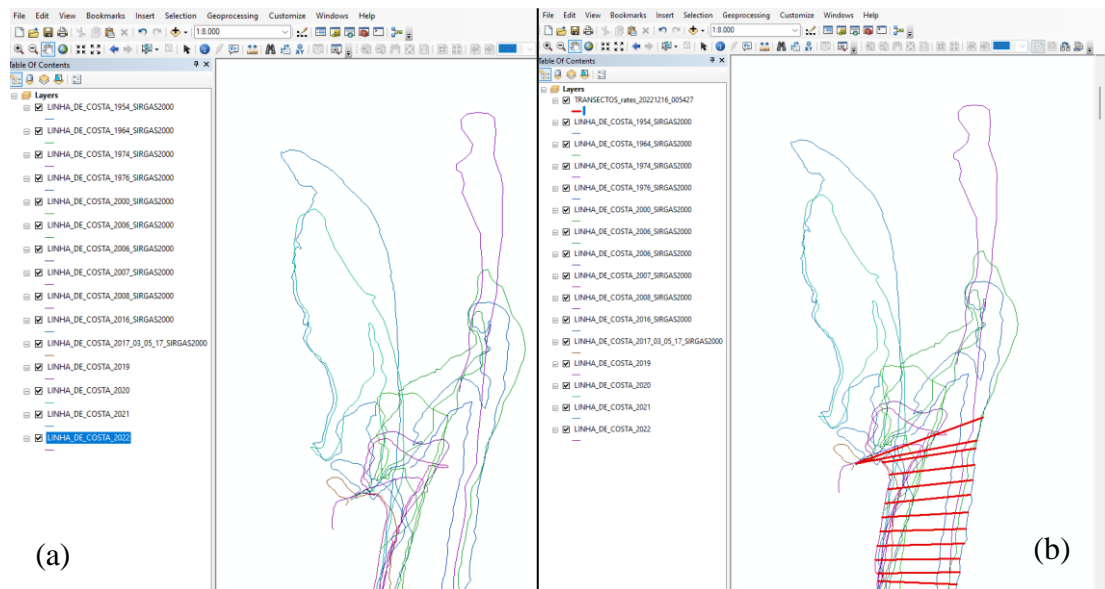 File Edit View Bookmarks Insert Selection Geoprocessing Customize Windows Help
1:8.000
Table Of Contents
Layers
LINHA_DE_COSTA_1954_SIRGAS2000
LINHA_DE_COSTA_1964_SIRGAS2000
LINHA_DE_COSTA_1974_SIRGAS2000
LINHA_DE_COSTA_1976_SIRGAS2000
LINHA_DE_COSTA_2000_SIRGAS2000
LINHA_DE_COSTA_2006_SIRGAS2000
LINHA_DE_COSTA_2006_SIRGAS2000
LINHA_DE_COSTA_2007_SIRGAS2000
LINHA_DE_COSTA_2008_SIRGAS2000
LINHA_DE_COSTA_2016_SIRGAS2000
LINHA_DE_COSTA_2017_03_05_17_SIRGAS2000
LINHA_DE_COSTA_2019
LINHA_DE_COSTA_2020
LINHA_DE_COSTA_2021
LINHA_DE_COSTA_2022
(a)
File Edit View Bookmarks Insert Selection Geoprocessing Customize Windows Help
1:8.000
Table Of Contents
Layers
TRANSECTOS_rates_20221216_005427
LINHA_DE_COSTA_1954_SIRGAS2000
LINHA_DE_COSTA_1964_SIRGAS2000
LINHA_DE_COSTA_1974_SIRGAS2000
LINHA_DE_COSTA_1976_SIRGAS2000
LINHA_DE_COSTA_2000_SIRGAS2000
LINHA_DE_COSTA_2006_SIRGAS2000
LINHA_DE_COSTA_2006_SIRGAS2000
LINHA_DE_COSTA_2007_SIRGAS2000
LINHA_DE_COSTA_2008_SIRGAS2000
LINHA_DE_COSTA_2016_SIRGAS2000
LINHA_DE_COSTA_2017_03_05_17_SIRGAS2000
LINHA_DE_COSTA_2019
LINHA_DE_COSTA_2020
LINHA_DE_COSTA_2021
LINHA_DE_COSTA_2022
(b)